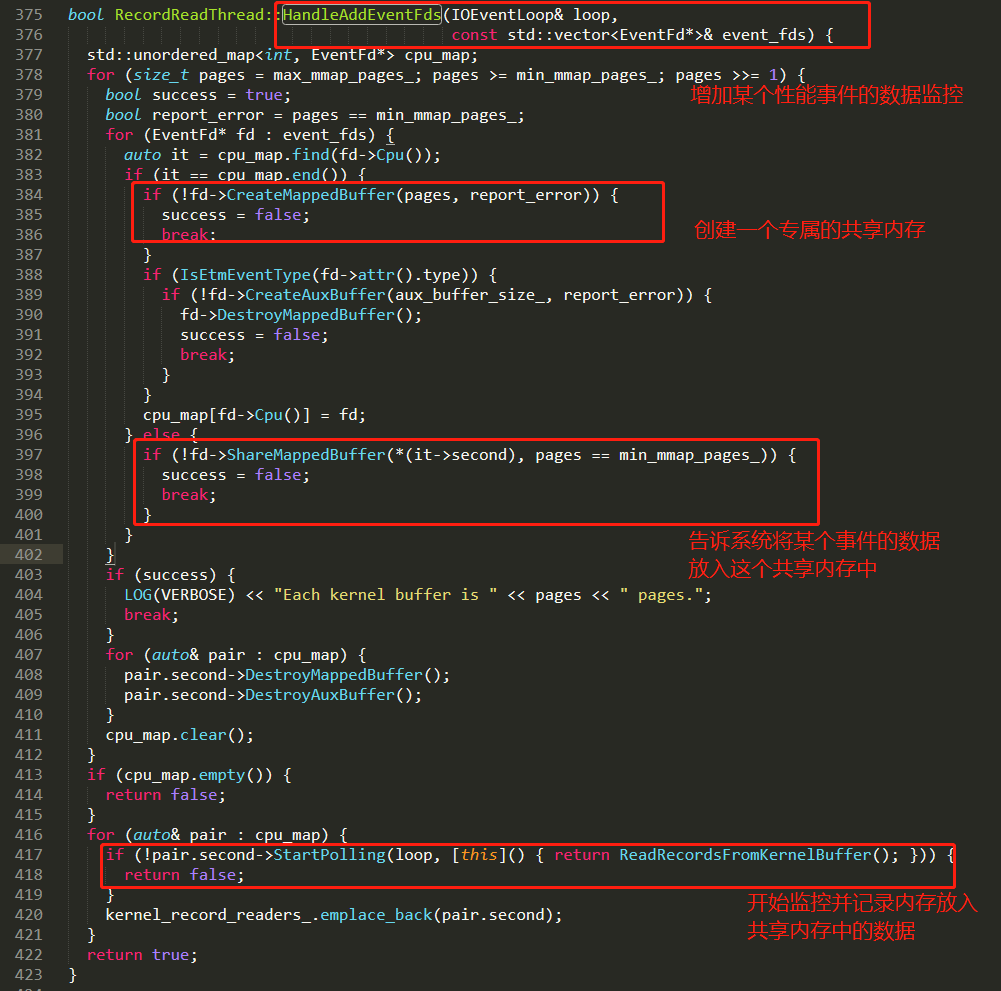 375 bool RecordReadThread::HandleAddEventFds(IOEventLoop& loop,
376 const std::vector<EventFd*>& event_fds) {
377 std::unordered_map<int, EventFd*> cpu_map;
378 for (size_t pages = max_mmap_pages_; pages >= min_mmap_pages_; pages >>= 1) {
379 bool success = true;
增加某个性能事件的数据监控
380 bool report_error = pages == min_mmap_pages_;
381 for (EventFd* fd : event_fds) {
382 auto it = cpu_map.find(fd->Cpu());
383 if (it == cpu_map.end()) {
384 if (!fd->CreateMappedBuffer(pages, report_error)) {
385 success = false;
386 break;
创建一个专属的共享内存
387 }
388 if (IsEtmEventType(fd->attr().type)) {
389 if (!fd->CreateAuxBuffer(aux_buffer_size_, report_error)) {
390 fd->DestroyMappedBuffer();
391 success = false;
392 break;
393 }
394 }
395 cpu_map[fd->Cpu()] = fd;
396 } else {
397 if (!fd->ShareMappedBuffer(*(it->second), pages == min_mmap_pages_)) {
398 success = false;
399 break;
400 }
401 }
402 }
告诉系统将某个事件的数据
放入这个共享内存中
403 if (success) {
404 LOG(VERBOSE) << "Each kernel buffer is " << pages << " pages.";
405 break;
406 }
407 for (auto& pair : cpu_map) {
408 pair.second->DestroyMappedBuffer();
409 pair.second->DestroyAuxBuffer();
410 }
411 cpu_map.clear();
412 }
413 if (cpu_map.empty()) {
414 return false;
415 }
416 for (auto& pair : cpu_map) {
417 if (!pair.second->StartPolling(loop, [this]() { return ReadRecordsFromKernelBuffer(); })) {
418 return false;
419 }
开始监控并记录内存放入
共享内存中的数据
420 kernel_record_readers_.emplace_back(pair.second);
421 }
422 return true;
423 }